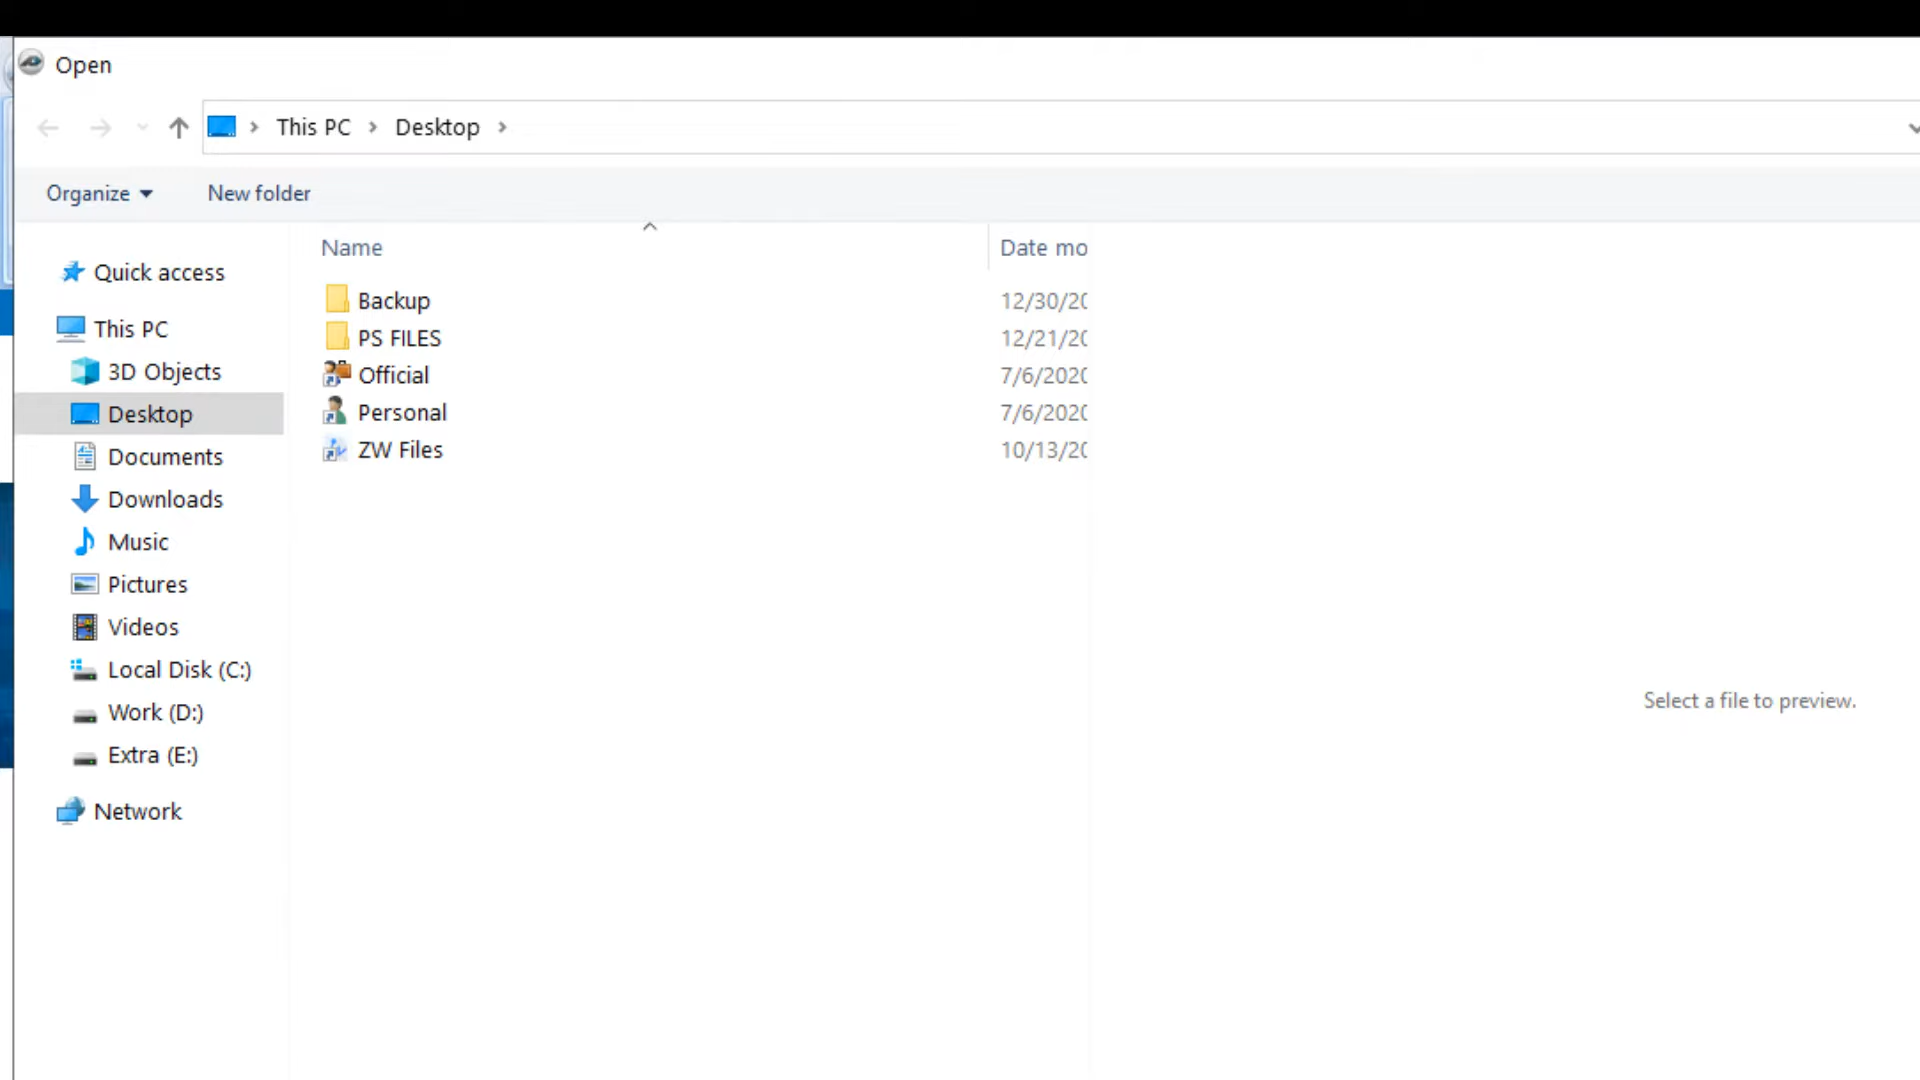 Open
This PC Desktop
Organize New folder
Name Date mo
Quick access
This PC
3D Objects
Desktop
Documents
Downloads
Music
Pictures
Videos
Local Disk (C:)
Work (D:)
Extra (E:)
Network
Backup 12/30/20
PS FILES 12/21/20
Official 7/6/2020
Personal 7/6/2020
ZW Files 10/13/20
Select a file to preview.